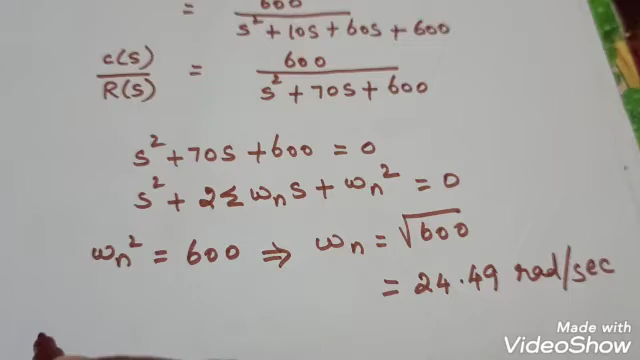 = 600 / s² + 10s + 60s + 600
C(s) / R(s) = 600 / s² + 70s + 600
s² + 70s + 600 = 0
s² + 2Σωₙs + ωₙ² = 0
ωₙ² = 600 ⇒ ωₙ = √600
= 24.49 rad/sec
Made with
VideoShow